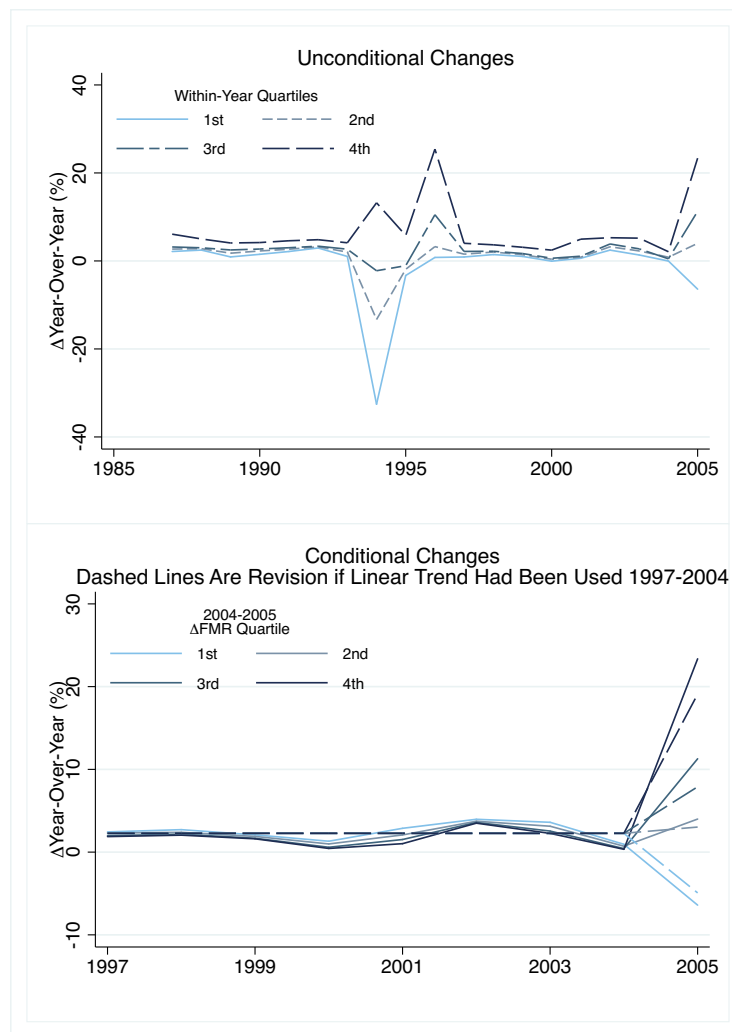 Unconditional Changes
Within-Year Quartiles
1st 2nd
3rd 4th
ΔYear-Over-Year (%)
40
20
0
-20
-40
1985 1990 1995 2000 2005
Conditional Changes
Dashed Lines Are Revision if Linear Trend Had Been Used 1997-2004
2004-2005
ΔFMR Quartile
1st 2nd
3rd 4th
ΔYear-Over-Year (%)
30
20
10
0
-10
1997 1999 2001 2003 2005